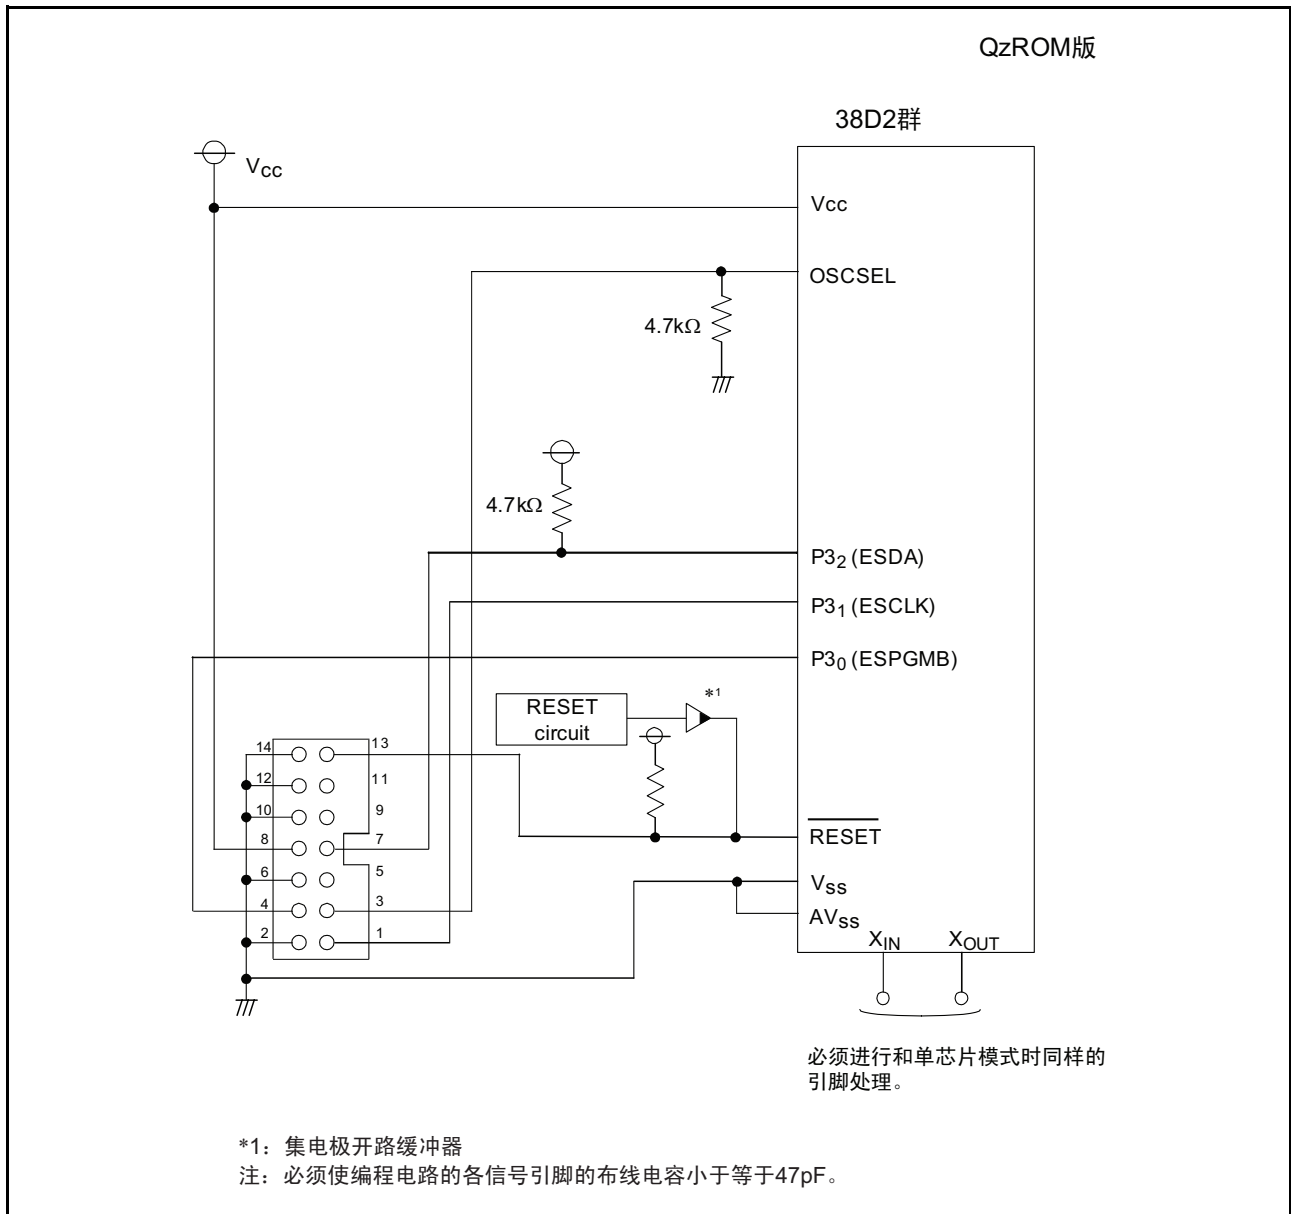 QzROM版
38D2群
Vcc
Vcc
OSCSEL
4.7kΩ
4.7kΩ
P32 (ESDA)
P31 (ESCLK)
P30 (ESPGMB)
*1
RESET
circuit
14 13
12 11
10 9
8 7
6 5
4 3
2 1
RESET
Vss
AVss
XIN XOUT
必须进行和单芯片模式时同样的
引脚处理。
*1：集电极开路缓冲器
注：必须使编程电路的各信号引脚的布线电容小于等于47pF。